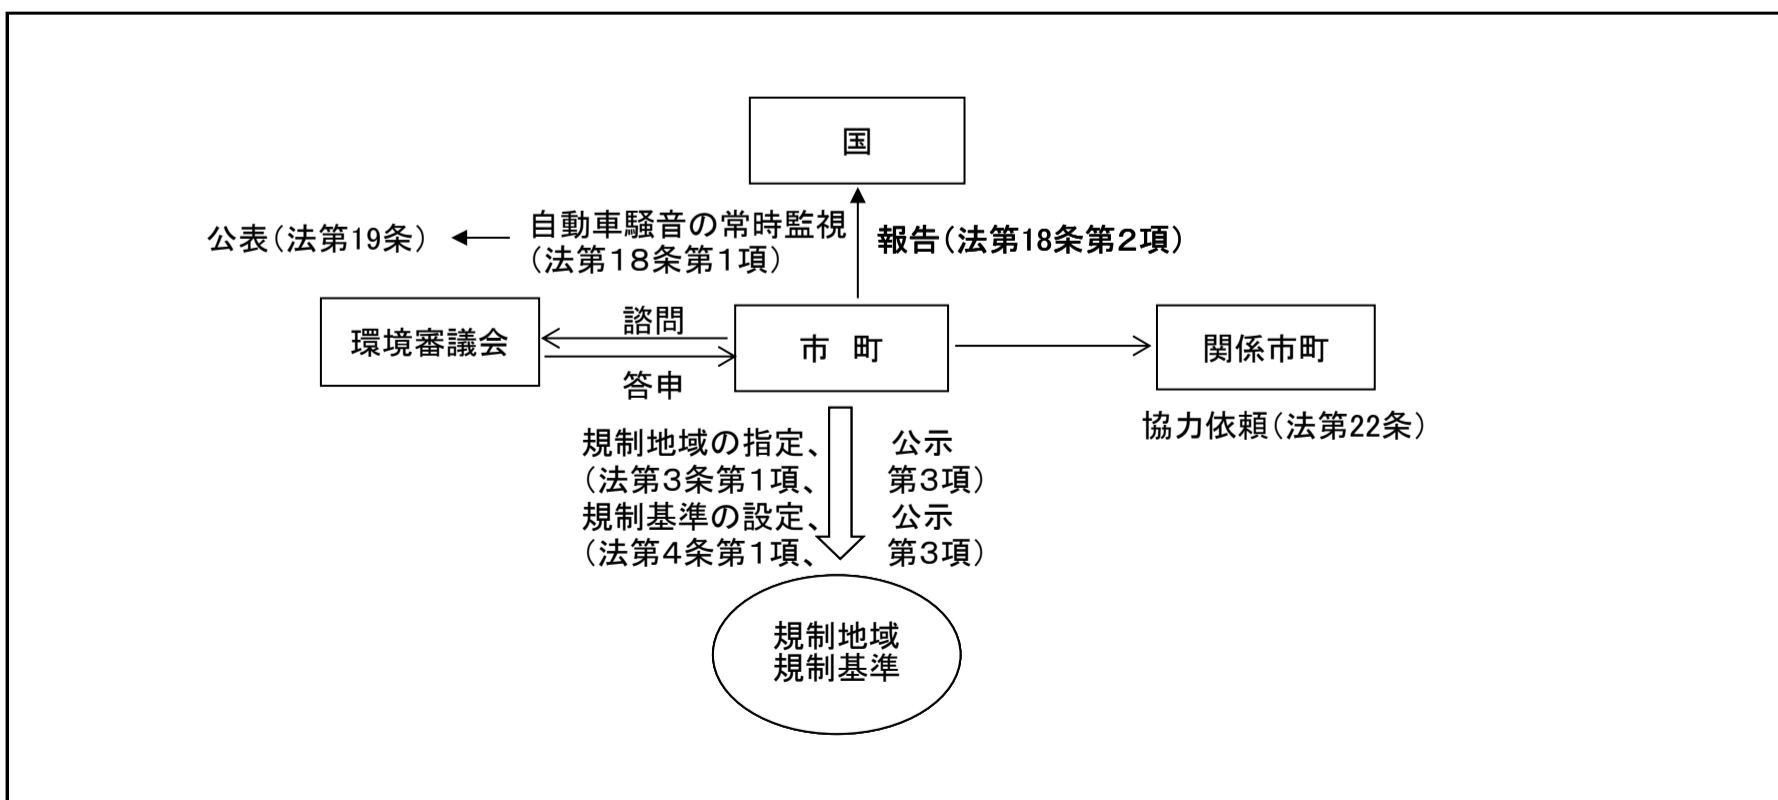 国
公表（法第19条）
自動車騒音の常時監視
（法第１８条第１項）
報告（法第18条第２項）
環境審議会
諮問
答申
市　町
関係市町
協力依頼（法第22条）
規制地域の指定、　公示
（法第３条第１項、　第３項）
規制基準の設定、　公示
（法第４条第１項、　第３項）
規制地域
規制基準